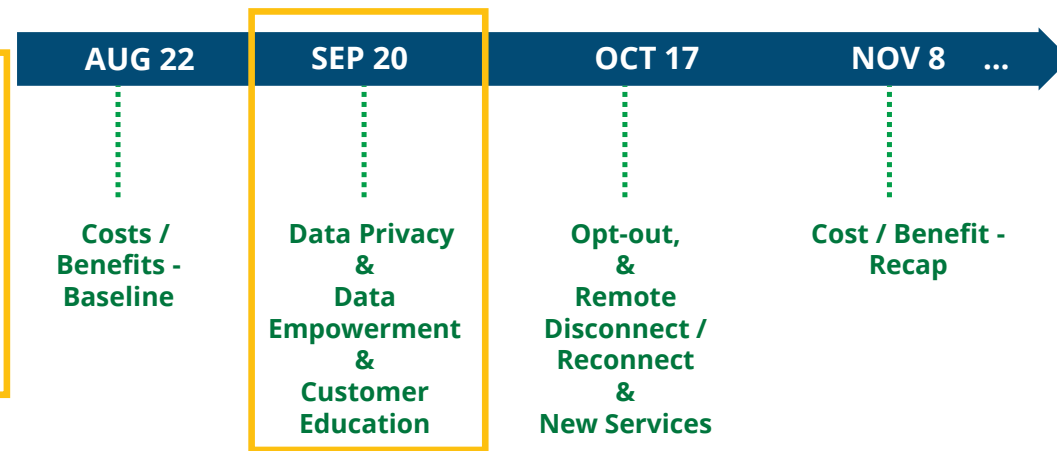 AUG 22
SEP 20
OCT 17
NOV 8 ...
Costs /
Benefits -
Baseline
Data Privacy
&
Data
Empowerment
&
Customer
Education
Opt-out,
&
Remote
Disconnect /
Reconnect
&
New Services
Cost / Benefit -
Recap